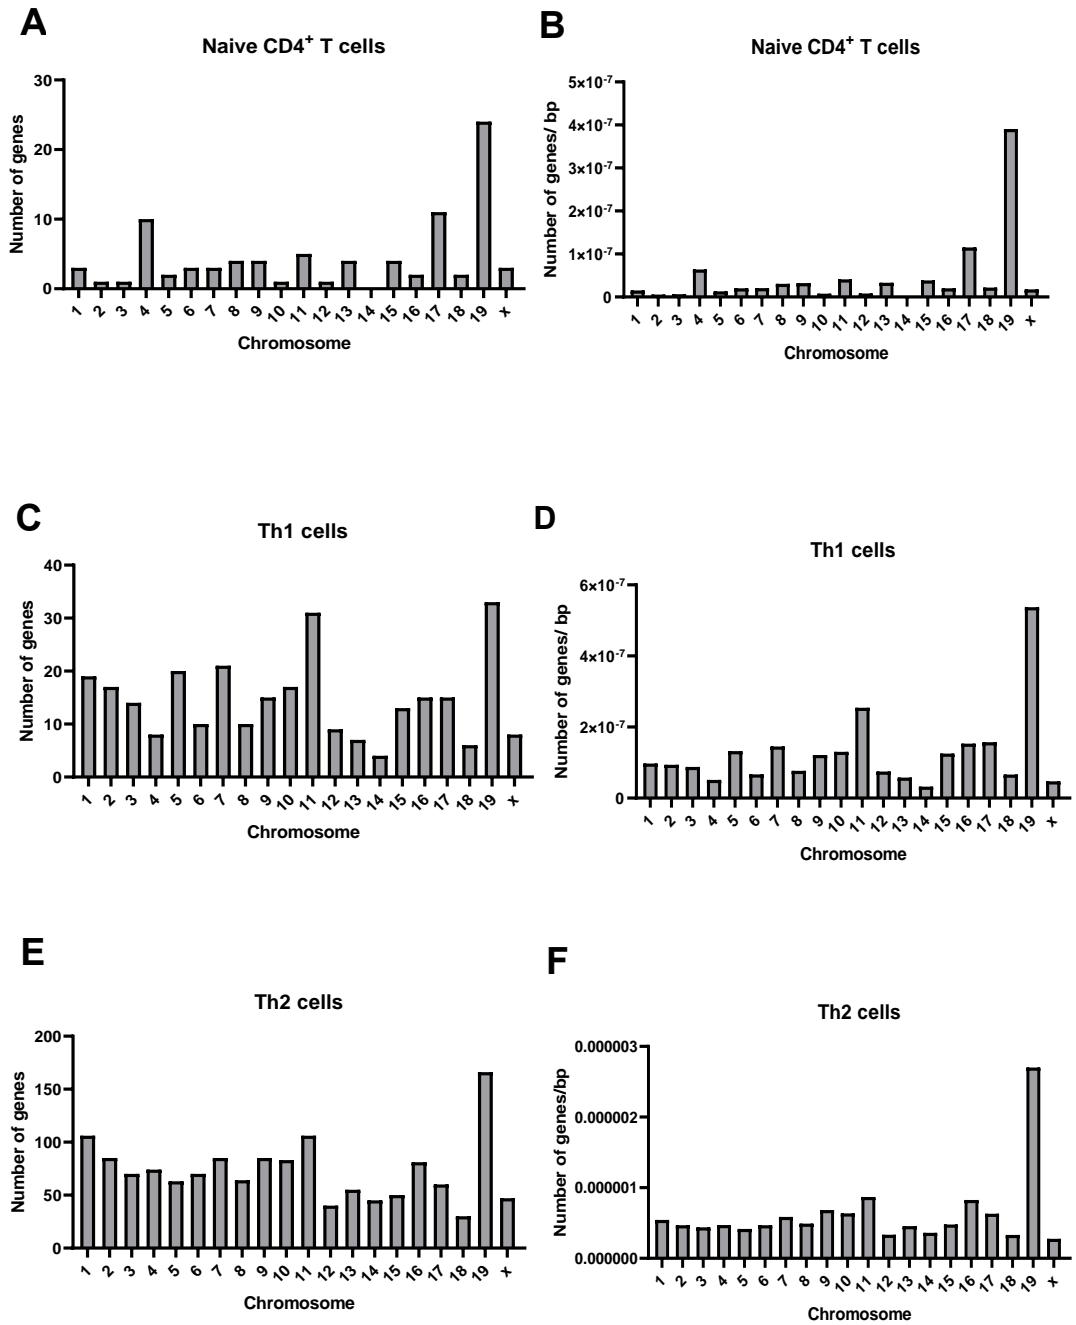 A
Naive CD4⁺ T cells
Number of genes
30
20
10
0
1 2 3 4 5 6 7 8 9 10 11 12 13 14 15 16 17 18 19 x
Chromosome
B
Naive CD4⁺ T cells
Number of genes/ bp
5×10⁻⁷
4×10⁻⁷
3×10⁻⁷
2×10⁻⁷
1×10⁻⁷
0
1 2 3 4 5 6 7 8 9 10 11 12 13 14 15 16 17 18 19 x
Chromosome
C
Th1 cells
Number of genes
40
30
20
10
0
1 2 3 4 5 6 7 8 9 10 11 12 13 14 15 16 17 18 19 x
Chromosome
D
Th1 cells
Number of genes/ bp
6×10⁻⁷
4×10⁻⁷
2×10⁻⁷
0
1 2 3 4 5 6 7 8 9 10 11 12 13 14 15 16 17 18 19 x
Chromosome
E
Th2 cells
Number of genes
200
150
100
50
0
1 2 3 4 5 6 7 8 9 10 11 12 13 14 15 16 17 18 19 x
Chromosome
F
Th2 cells
Number of genes/bp
0.000003
0.000002
0.000001
0.000000
1 2 3 4 5 6 7 8 9 10 11 12 13 14 15 16 17 18 19 x
Chromosome